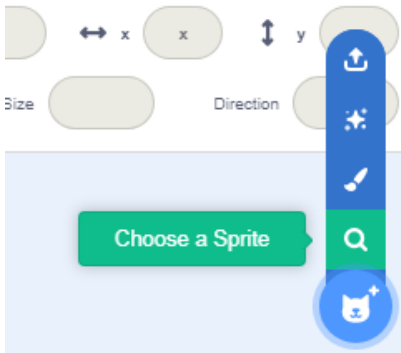 x x y
Size Direction
Choose a Sprite